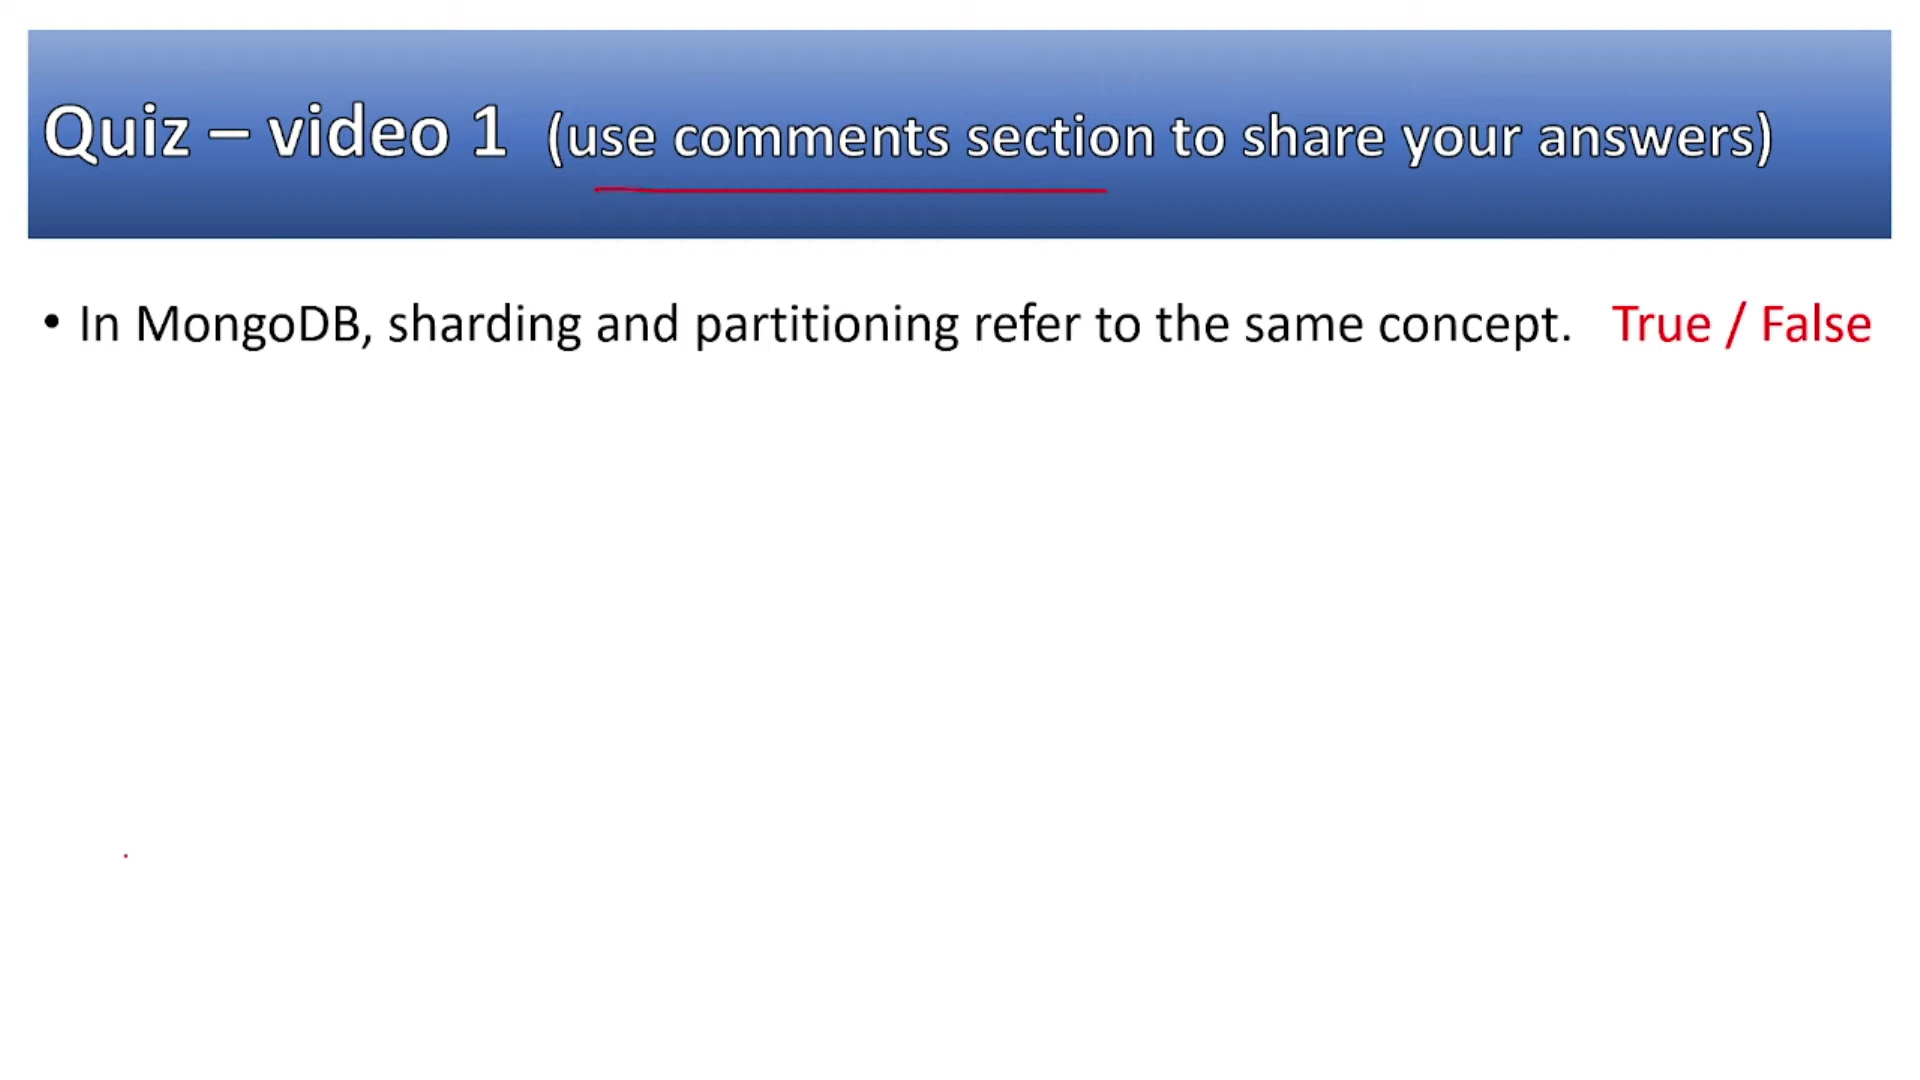 Quiz – video 1 (use comments section to share your answers)
• In MongoDB, sharding and partitioning refer to the same concept. True / False